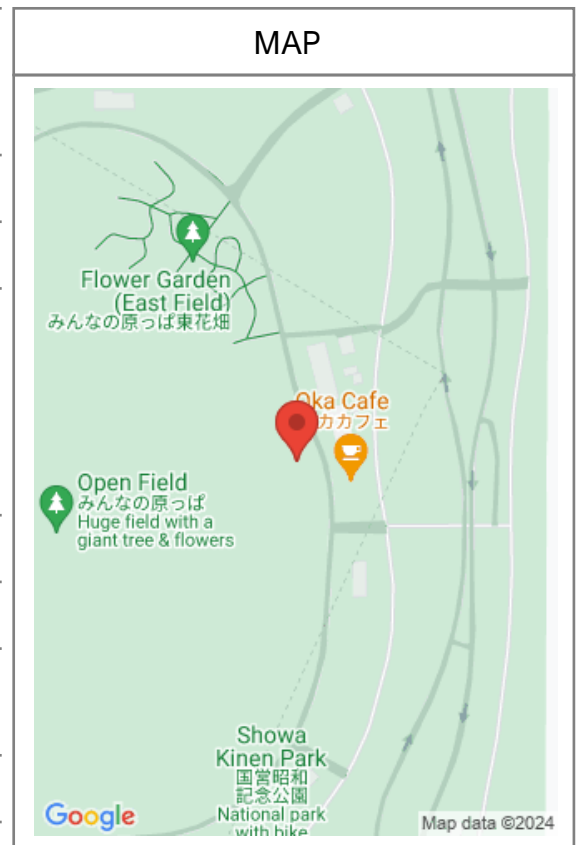 MAP
Flower Garden
(East Field)
みんなの原っぱ東花畑
Oka Cafe
カカフェ
Open Field
みんなの原っぱ
Huge field with a
giant tree & flowers
Showa
Kinen Park
国営昭和
記念公園
National park
with bike
Google
Map data ©2024